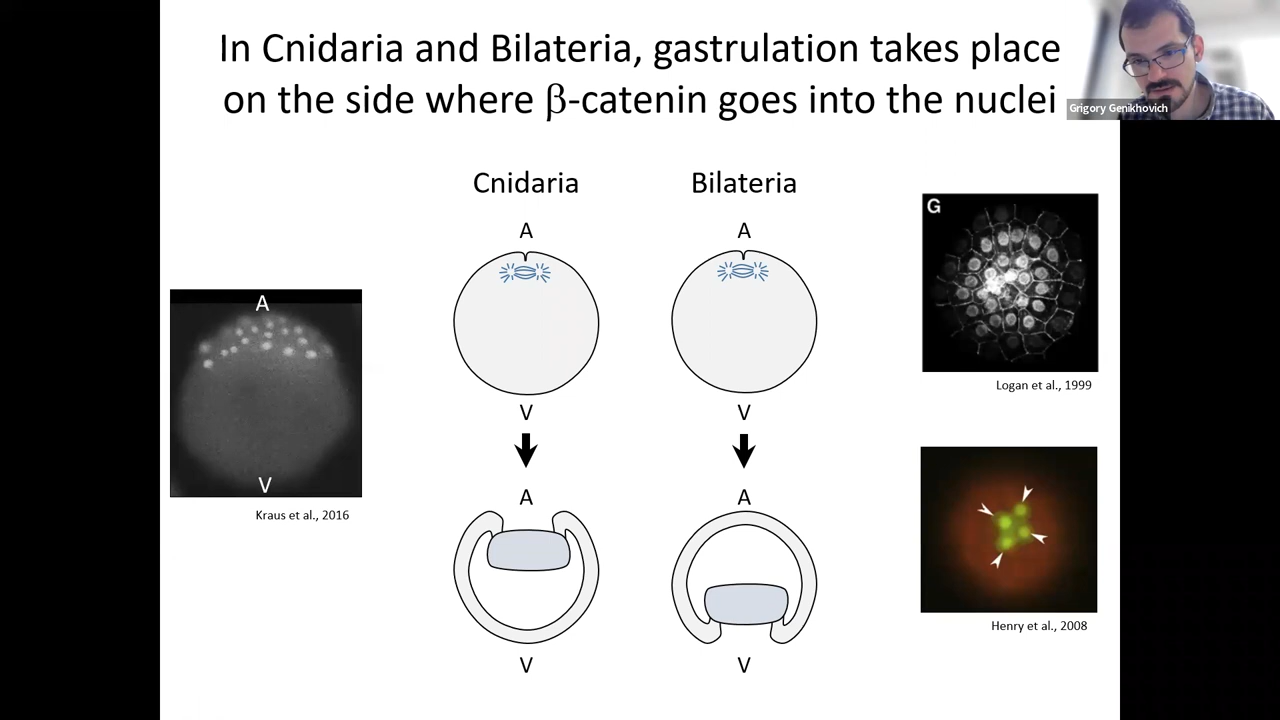 In Cnidaria and Bilateria, gastrulation takes place
on the side where β-catenin goes into the nuclei
Grigory Genikhovich
Cnidaria
Bilateria
A
A
V
V
A
A
V
V
A
V
Kraus et al., 2016
G
Logan et al., 1999
Henry et al., 2008